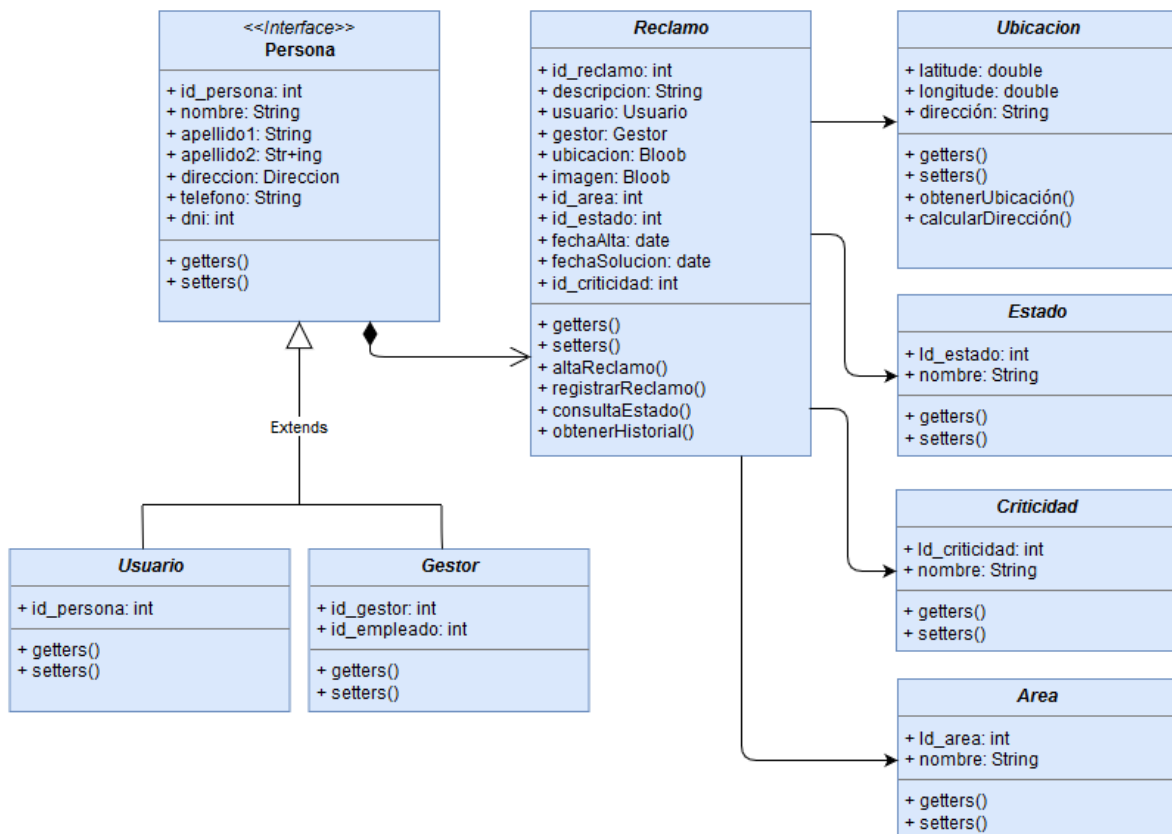 <<Interface>>
Persona
+ id_persona: int
+ nombre: String
+ apellido1: String
+ apellido2: Str+ing
+ direccion: Direccion
+ telefono: String
+ dni: int
+ getters()
+ setters()
Reclamo
+ id_reclamo: int
+ descripcion: String
+ usuario: Usuario
+ gestor: Gestor
+ ubicacion: Bloob
+ imagen: Bloob
+ id_area: int
+ id_estado: int
+ fechaAlta: date
+ fechaSolucion: date
+ id_criticidad: int
+ getters()
+ setters()
+ altaReclamo()
+ registrarReclamo()
+ consultaEstado()
+ obtenerHistorial()
Ubicacion
+ latitude: double
+ longitude: double
+ dirección: String
+ getters()
+ setters()
+ obtenerUbicación()
+ calcularDirección()
Estado
+ Id_estado: int
+ nombre: String
+ getters()
+ setters()
Extends
Criticidad
+ Id_criticidad: int
+ nombre: String
+ getters()
+ setters()
Usuario
+ id_persona: int
+ getters()
+ setters()
Gestor
+ id_gestor: int
+ id_empleado: int
+ getters()
+ setters()
Area
+ Id_area: int
+ nombre: String
+ getters()
+ setters()